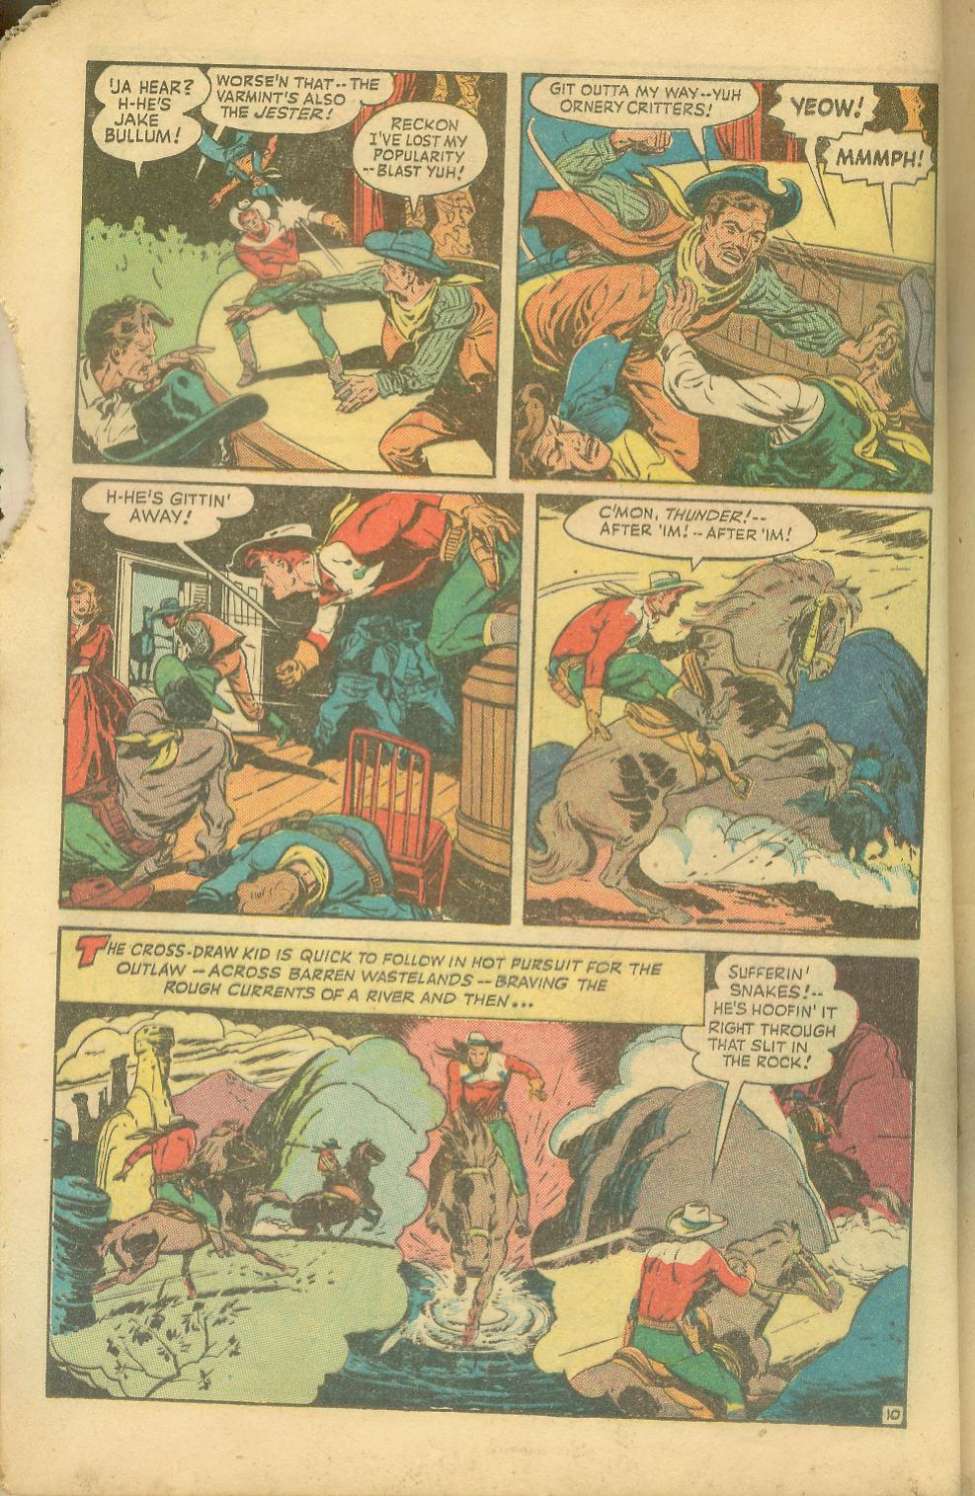 'JA HEAR?
H-HE'S
JAKE
BULLUM!
WORSE'N THAT--THE
VARMINT'S ALSO
THE JESTER!
RECKON
I'VE LOST MY
POPULARITY
--BLAST YUH!
GIT OUTTA MY WAY--YUH
ORNERY CRITTERS!
YEOW!
MMMPH!
H-HE'S GITTIN'
AWAY!
C'MON, THUNDER!--
AFTER 'IM!--AFTER 'IM!
THE CROSS-DRAW KID IS QUICK TO FOLLOW IN HOT PURSUIT FOR THE
OUTLAW--ACROSS BARREN WASTELANDS--BRAVING THE
ROUGH CURRENTS OF A RIVER AND THEN...
SUFFERIN'
SNAKES!--
HE'S HOOFIN' IT
RIGHT THROUGH
THAT SLIT IN
THE ROCK!
10